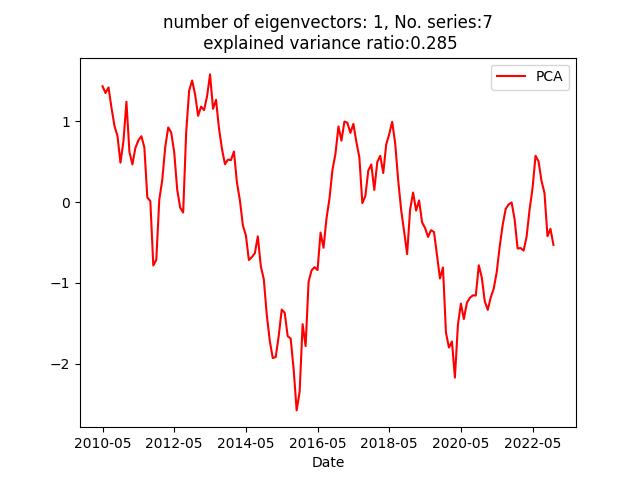 number of eigenvectors: 1, No. series:7
explained variance ratio:0.285
PCA
1
0
−1
−2
2010-05 2012-05 2014-05 2016-05 2018-05 2020-05 2022-05
Date